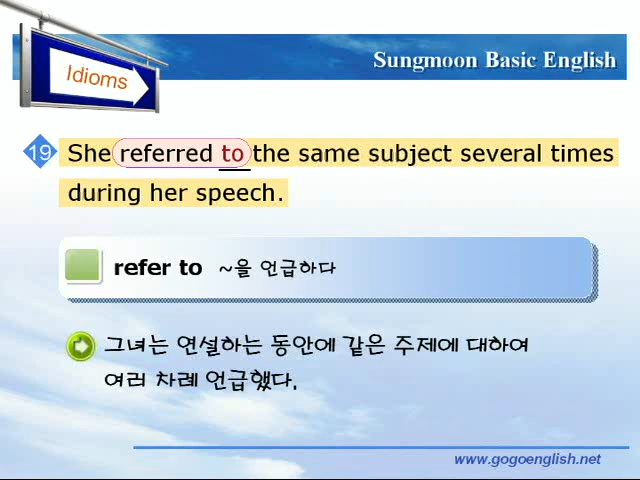 Idioms
Sungmoon Basic English
19 She referred to the same subject several times
during her speech.
refer to ~을 언급하다
그녀는 연설하는 동안에 같은 주제에 대하여
여러 차례 언급했다.
www.gogoenglish.net